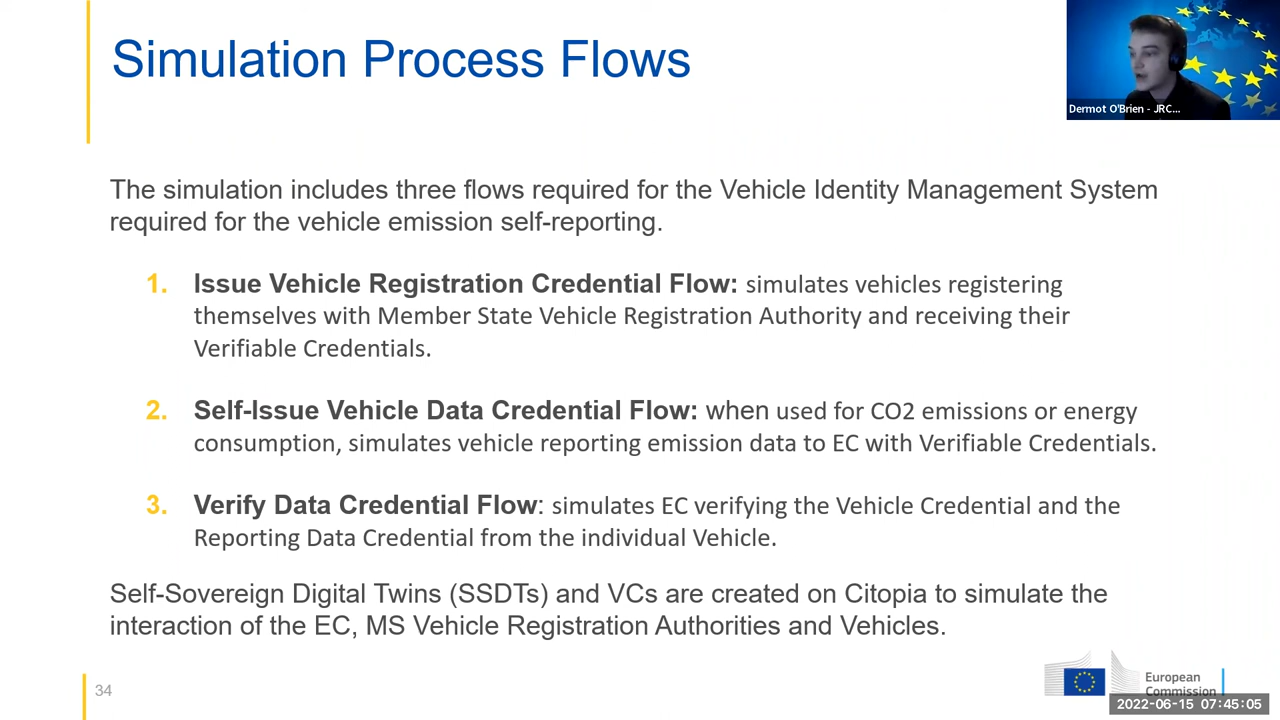 Simulation Process Flows
Dermot O'Brien - JRC...
The simulation includes three flows required for the Vehicle Identity Management System
required for the vehicle emission self-reporting.
1. Issue Vehicle Registration Credential Flow: simulates vehicles registering
themselves with Member State Vehicle Registration Authority and receiving their
Verifiable Credentials.
2. Self-Issue Vehicle Data Credential Flow: when used for CO2 emissions or energy
consumption, simulates vehicle reporting emission data to EC with Verifiable Credentials.
3. Verify Data Credential Flow: simulates EC verifying the Vehicle Credential and the
Reporting Data Credential from the individual Vehicle.
Self-Sovereign Digital Twins (SSDTs) and VCs are created on Citopia to simulate the
interaction of the EC, MS Vehicle Registration Authorities and Vehicles.
34
European
Commission
2022-06-15 07:45:05